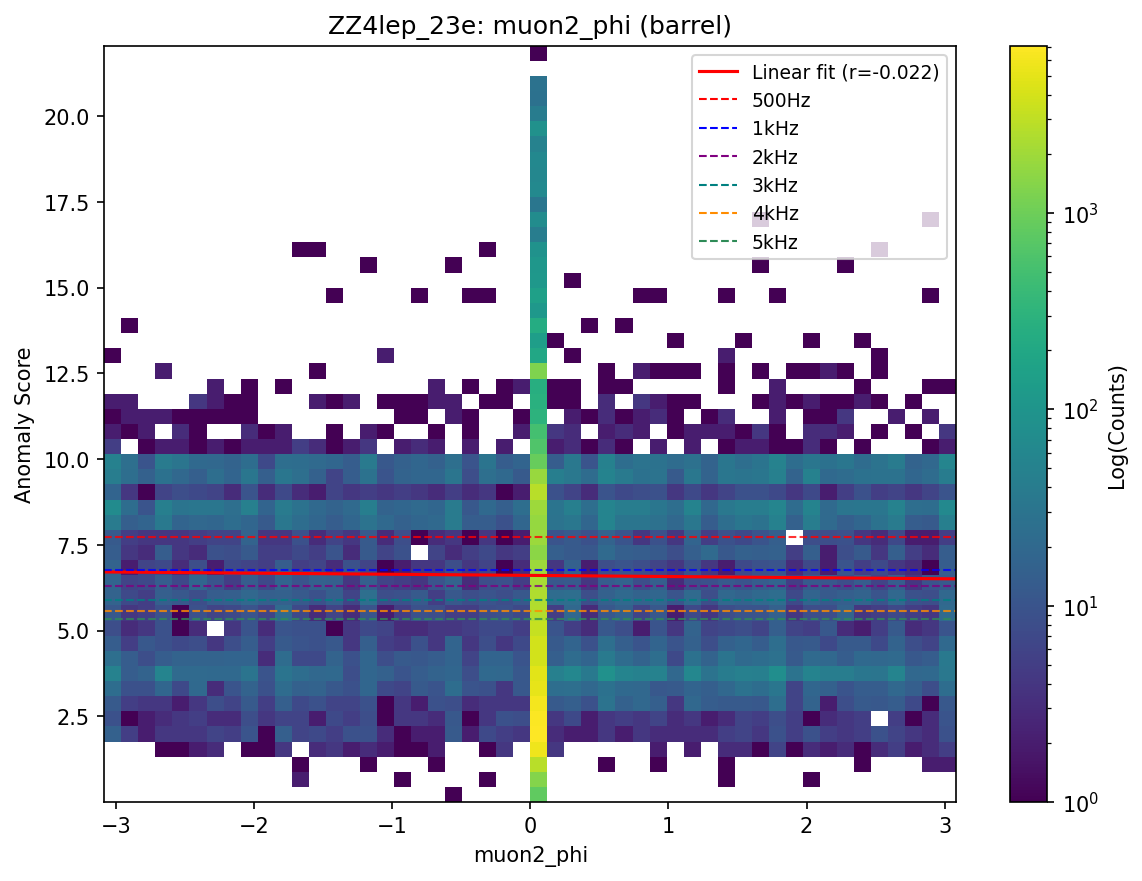 ZZ4lep_23e: muon2_phi (barrel)
Linear fit (r=-0.022)
500Hz
1kHz
2kHz
3kHz
4kHz
5kHz
20.0
17.5
15.0
12.5
10.0
7.5
5.0
2.5
Anomaly Score
−3
−2
−1
0
1
2
3
muon2_phi
10³
10²
10¹
10⁰
Log(Counts)